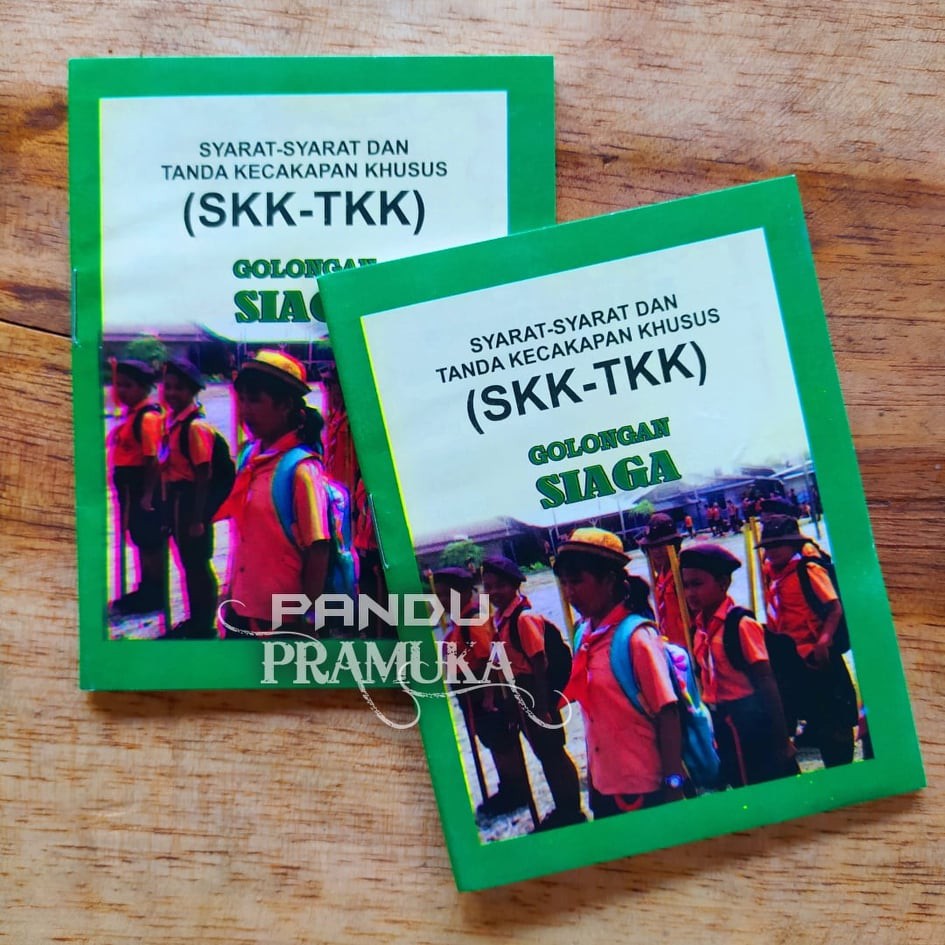 SYARAT-SYARAT DAN
TANDA KECAKAPAN KHUSUS
(SKK-TKK)
GOLONGAN
SIAG
SYARAT-SYARAT DAN
TANDA KECAKAPAN KHUSUS
(SKK-TKK)
GOLONGAN
SIAGA
PANDU
PRAMUKA